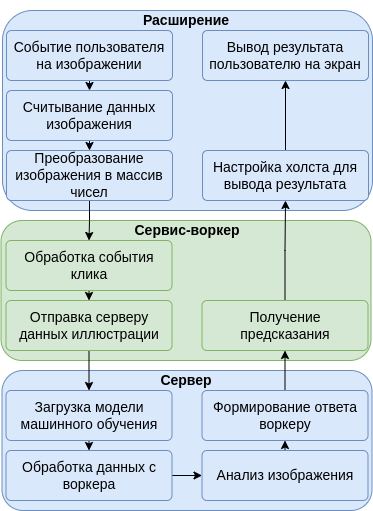 Расширение
Событие пользователя
на изображении
Считывание данных
изображения
Преобразование
изображения в массив
чисел
Вывод результата
пользователю на экран
Настройка холста для
вывода результата
Сервис-воркер
Обработка события
клика
Отправка серверу
данных иллюстрации
Получение
предсказания
Сервер
Загрузка модели
машинного обучения
Обработка данных с
воркера
Формирование ответа
воркеру
Анализ изображения